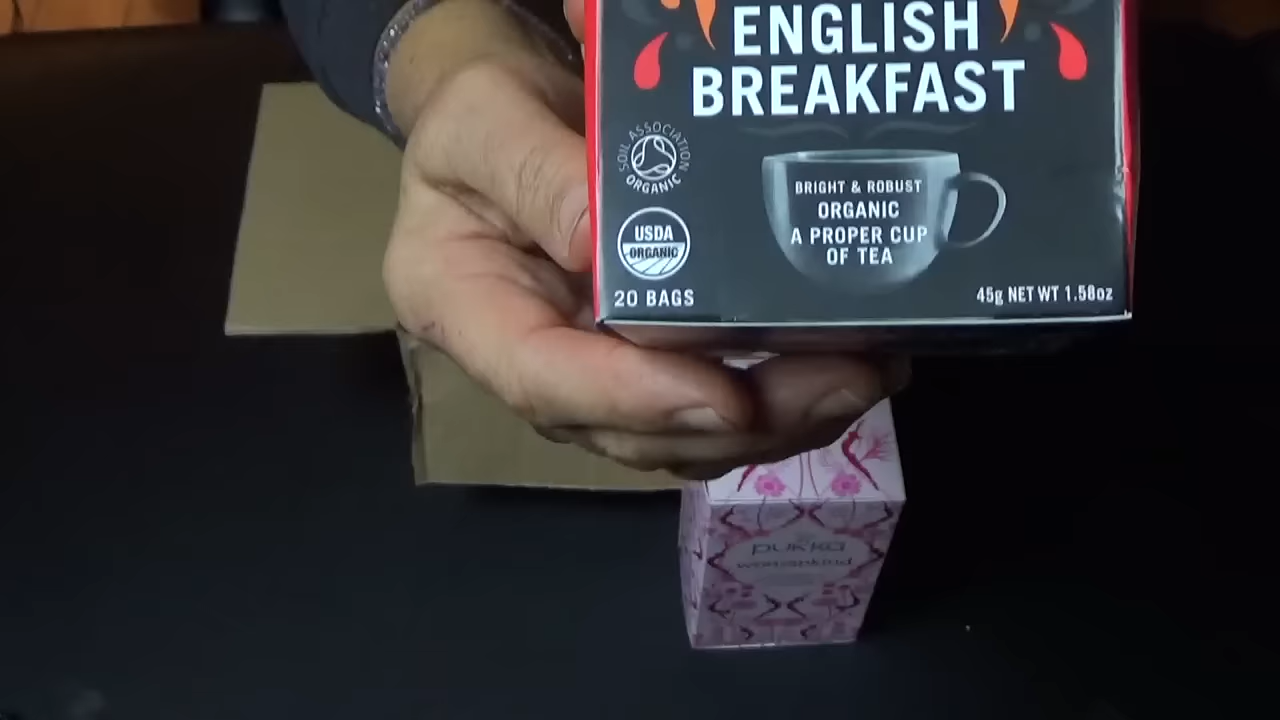 ENGLISH
BREAKFAST
SOIL ASSOCIATION
ORGANIC
USDA
ORGANIC
20 BAGS
BRIGHT & ROBUST
ORGANIC
A PROPER CUP
OF TEA
45g NET WT 1.58oz
pukka
womankind